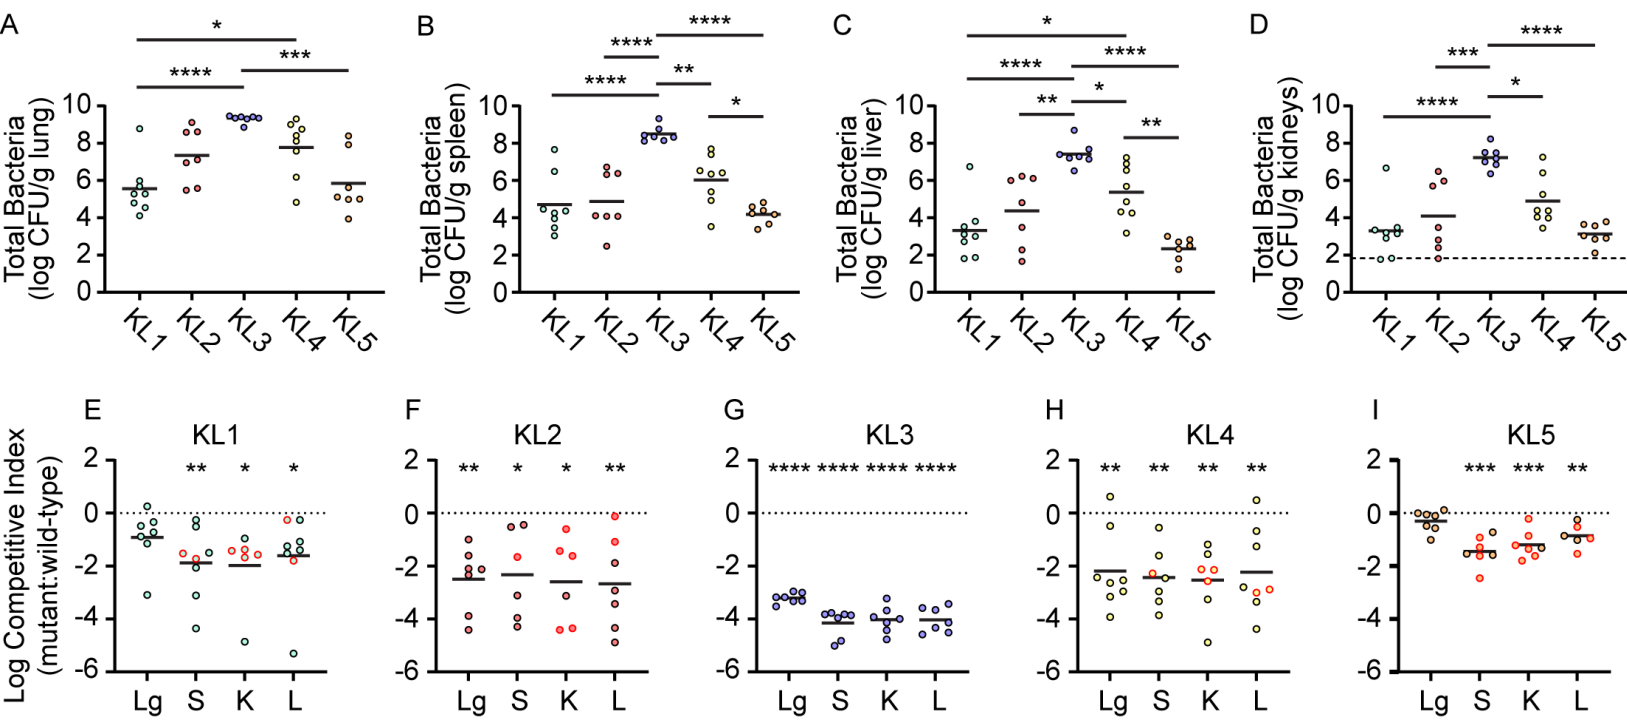 A
*
***
****
Total Bacteria
(log CFU/g lung)
10
8
6
4
2
0
KL1
KL2
KL3
KL4
KL5
B
****
****
**
****
*
Total Bacteria
(log CFU/g spleen)
10
8
6
4
2
0
KL1
KL2
KL3
KL4
KL5
C
*
****
****
*
**
**
Total Bacteria
(log CFU/g liver)
10
8
6
4
2
0
KL1
KL2
KL3
KL4
KL5
D
****
***
*
****
Total Bacteria
(log CFU/g kidneys)
10
8
6
4
2
0
KL1
KL2
KL3
KL4
KL5
Log Competitive Index
(mutant:wild-type)
E
KL1
2
0
-2
-4
-6
** * *
Lg S K L
F
KL2
2
0
-2
-4
-6
** * * **
Lg S K L
G
KL3
2
0
-2
-4
-6
**** **** **** ****
Lg S K L
H
KL4
2
0
-2
-4
-6
** ** ** **
Lg S K L
I
KL5
2
0
-2
-4
-6
*** *** **
Lg S K L